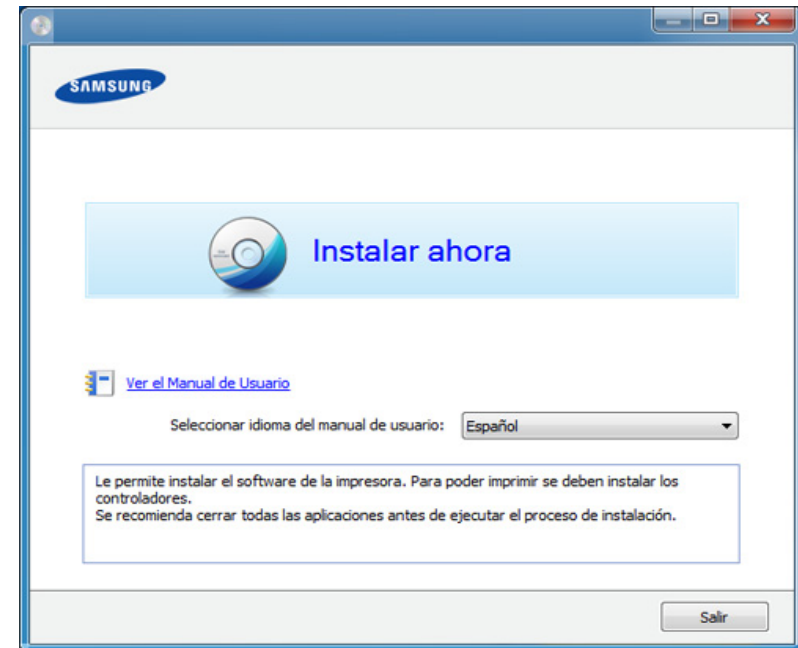 SAMSUNG
Instalar ahora
Ver el Manual de Usuario
Seleccionar idioma del manual de usuario: Español
Le permite instalar el software de la impresora. Para poder imprimir se deben instalar los
controladores.
Se recomienda cerrar todas las aplicaciones antes de ejecutar el proceso de instalación.
Salir